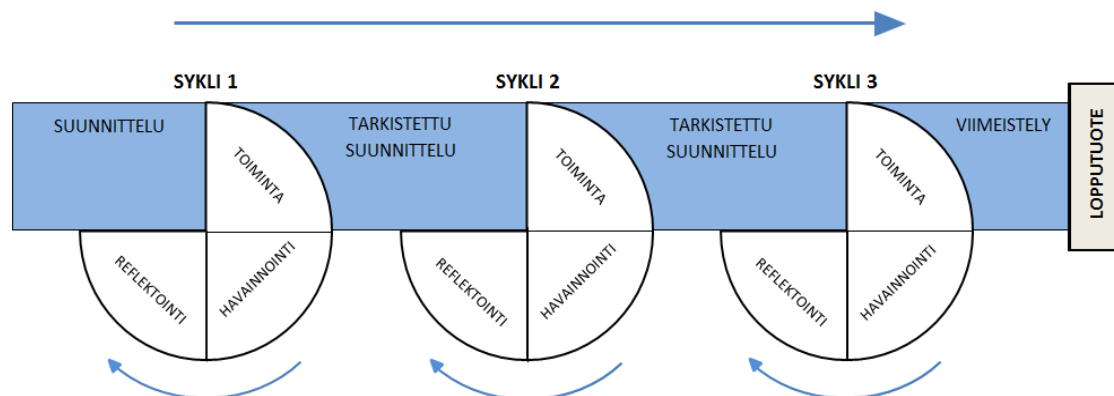 SYKLI 1
SYKLI 2
SYKLI 3
SUUNNITTELU
TOIMINTA
HAVAINNOINTI
REFLEKTOINTI
TARKISTETTU
SUUNNITTELU
TOIMINTA
HAVAINNOINTI
REFLEKTOINTI
TARKISTETTU
SUUNNITTELU
TOIMINTA
HAVAINNOINTI
REFLEKTOINTI
VIIMEISTELY
LOPPUTUOTE